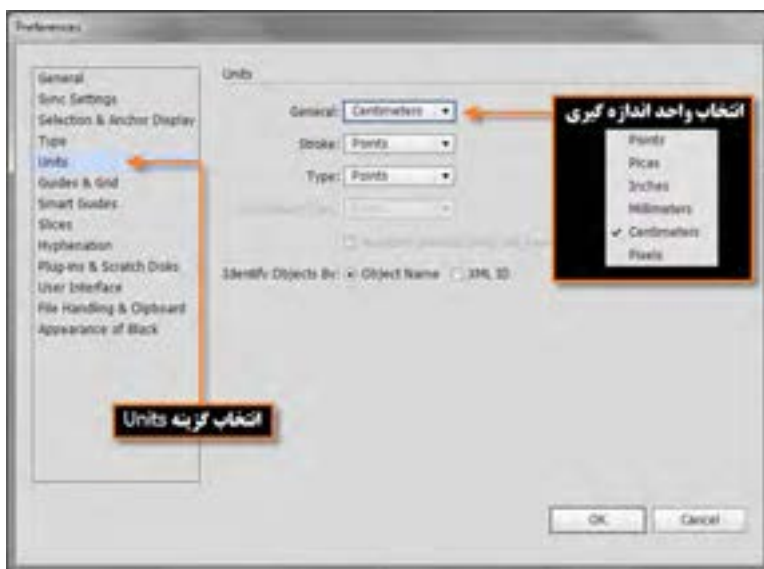 Preferences
General
Sync Settings
Selection & Anchor Display
Type
Units
Guides & Grid
Smart Guides
Slices
Hyphenation
Plug-ins & Scratch Disks
User Interface
File Handling & Clipboard
Appearance of Black
Units
General: Centimeters
Stroke: Points
Type: Points
Identify Objects By: Object Name XML ID
انتخاب واحد اندازه گیری
Points
Picas
Inches
Millimeters
✔ Centimeters
Pixels
انتخاب گزینه Units
OK Cancel